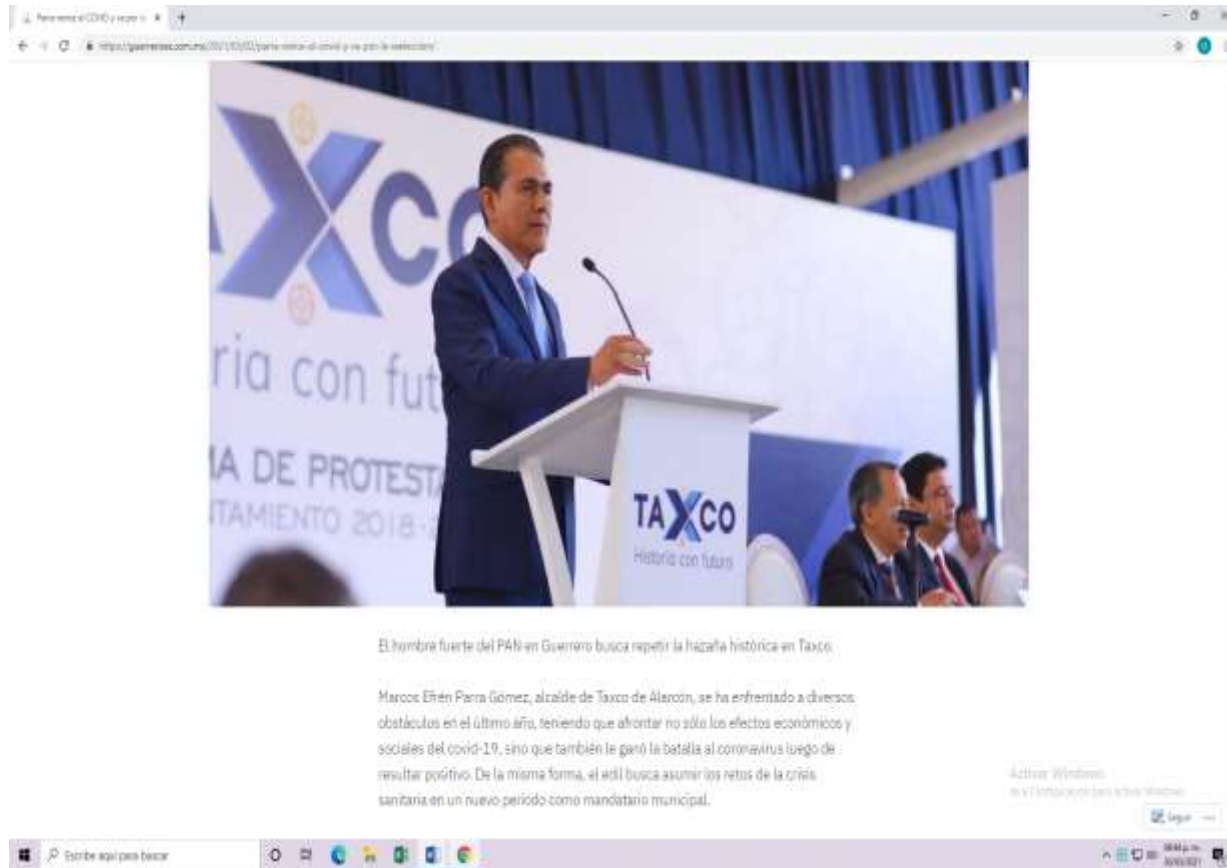 TAXCO
ria con fut
MA DE PROTESTA
NTAMIENTO 2018-2
TAXCO
Historia con futuro
El hombre fuerte del PAN en Guerrero busca repetir la hazaña histórica en Taxco.
Marcos Efrén Parra Gómez, alcalde de Taxco de Alarcón, se ha enfrentado a diversos
obstáculos en el último año, teniendo que afrontar no sólo los efectos económicos y
sociales del covid-19, sino que también le ganó la batalla al coronavirus luego de
resultar positivo. De la misma forma, el edil busca asumir los retos de la crisis
sanitaria en un nuevo periodo como mandatario municipal.
Activar Windows
Seguir
Escribe aquí para buscar